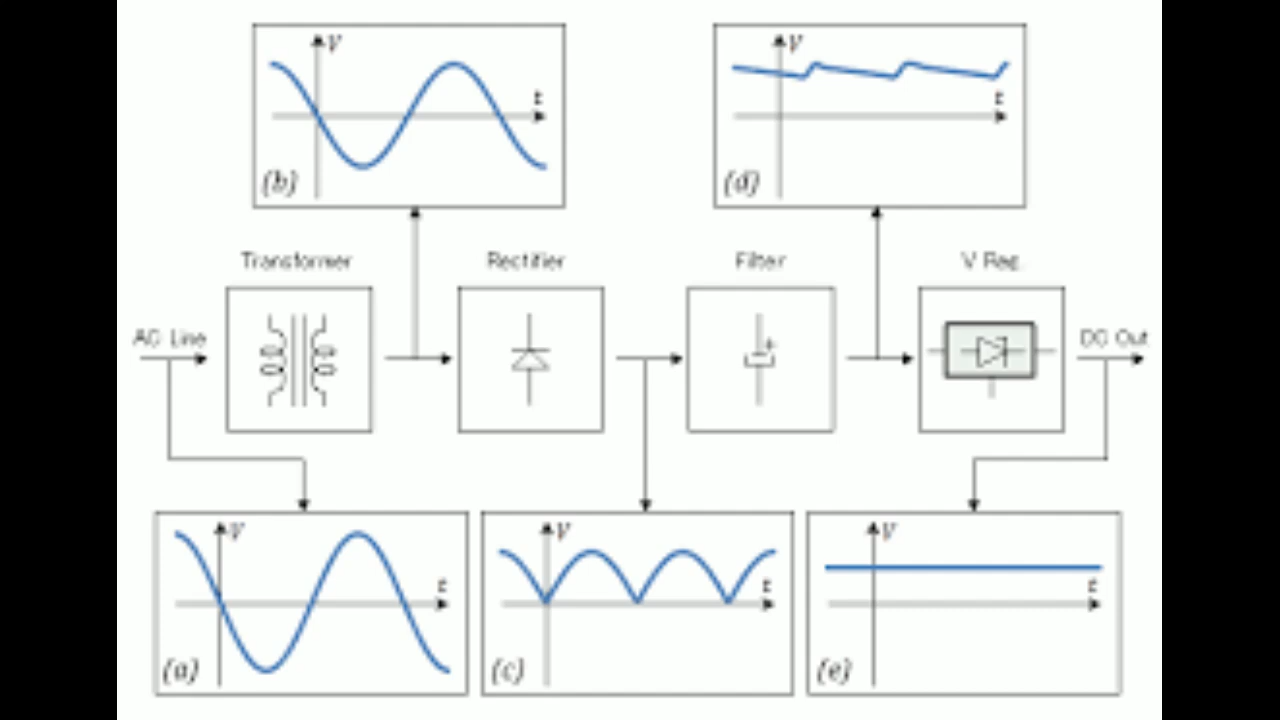 V
t
(b)
V
t
(d)
Transformer
Rectifier
Filter
V Reg.
AC Line
DC Out
V
t
(a)
V
t
(c)
V
t
(e)